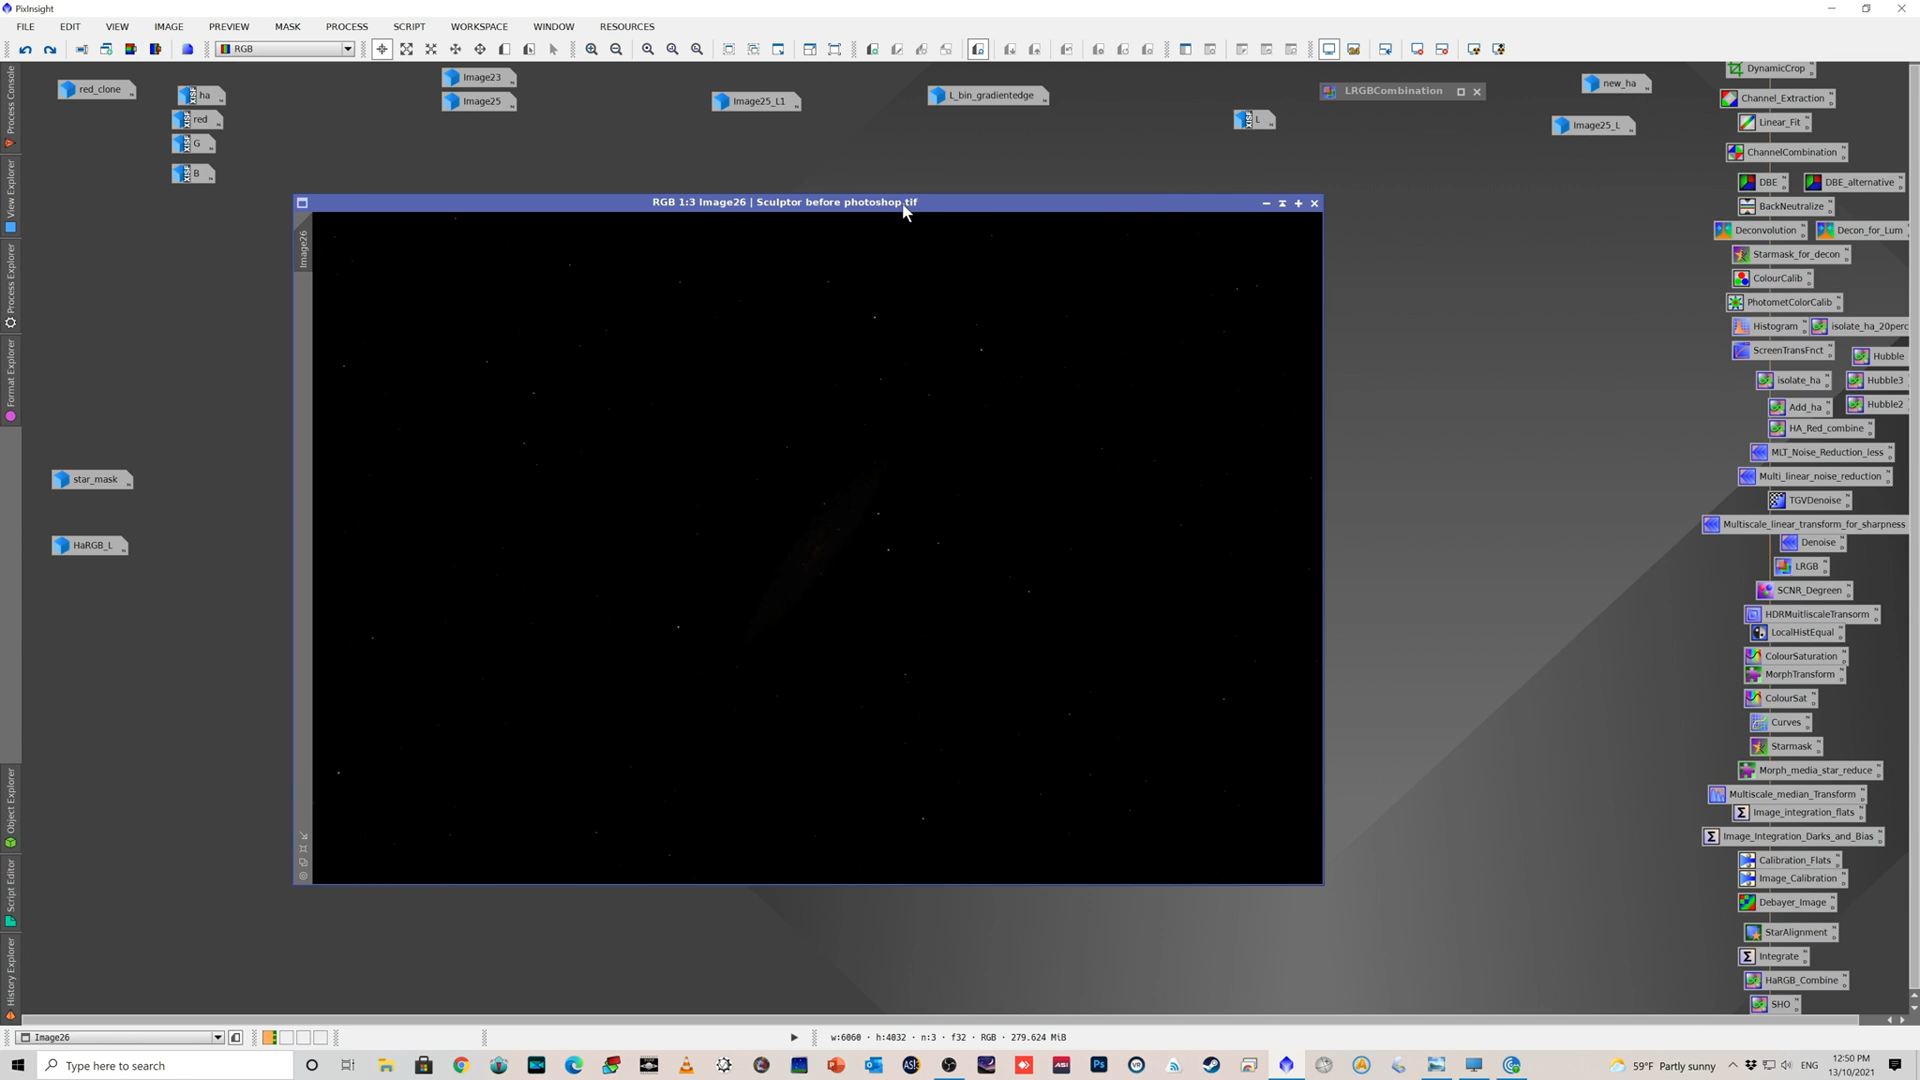 PixInsight
FILE EDIT VIEW IMAGE PREVIEW MASK PROCESS SCRIPT WORKSPACE WINDOW RESOURCES
RGB
Process Console
View Explorer
Process Explorer
Format Explorer
Object Explorer
Script Editor
History Explorer
red_clone
ha
red
G
B
Image23
Image25
Image25_L1
L_bin_gradientedge
L
LRGBCombination
new_ha
Image25_L
star_mask
HaRGB_L
RGB 1:3 Image26 | Sculptor before photoshop.tif
Image26
DynamicCrop
Channel_Extraction
Linear_Fit
ChannelCombination
DBE DBE_alternative
BackNeutralize
Deconvolution Decon_for_Lum
Starmask_for_decon
ColourCalib
PhotometColorCalib
Histogram isolate_ha_20perc
ScreenTransFnct Hubble
isolate_ha Hubble3
Add_ha Hubble2
HA_Red_combine
MLT_Noise_Reduction_less
Multi_linear_noise_reduction
TGVDenoise
Multiscale_linear_transform_for_sharpness
Denoise
LRGB
SCNR_Degreen
HDRMuitliscaleTransorm
LocalHistEqual
ColourSaturation
MorphTransform
ColourSat
Curves
Starmask
Morph_media_star_reduce
Multiscale_median_Transform
Image_integration_flats
Image_Integration_Darks_and_Bias
Calibration_Flats
Image_Calibration
Debayer_Image
StarAlignment
Integrate
HaRGB_Combine
SHO
Image26
w:6060 · h:4032 · n:3 · f32 · RGB · 279.624 MiB
Type here to search
59°F Partly sunny
ENG
12:50 PM
13/10/2021